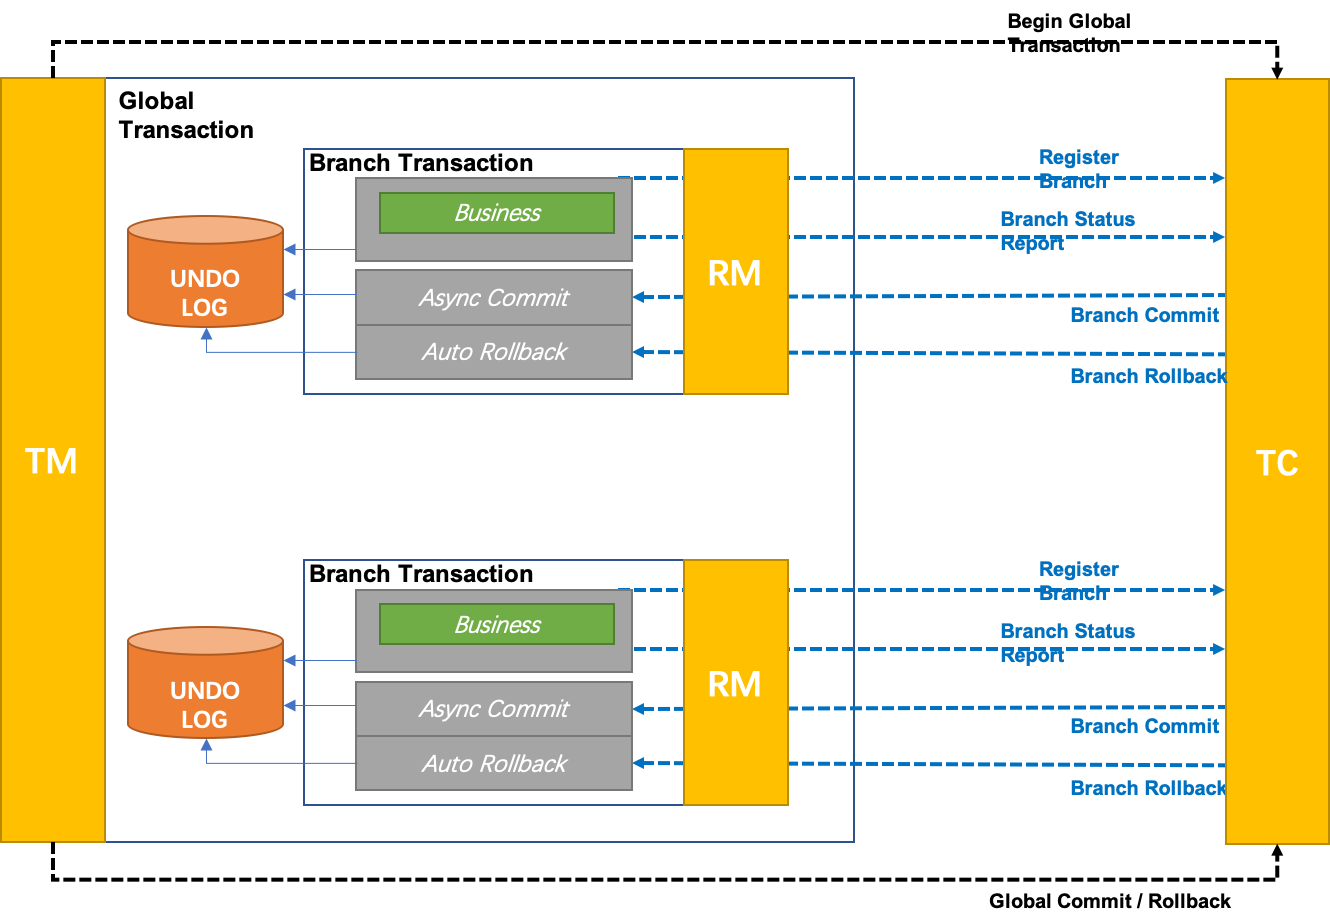 Begin Global
Transaction
Global
Transaction
Branch Transaction
Business
Async Commit
Auto Rollback
UNDO
LOG
RM
Register
Branch
Branch Status
Report
Branch Commit
Branch Rollback
TM
TC
Branch Transaction
Business
Async Commit
Auto Rollback
UNDO
LOG
RM
Register
Branch
Branch Status
Report
Branch Commit
Branch Rollback
Global Commit / Rollback